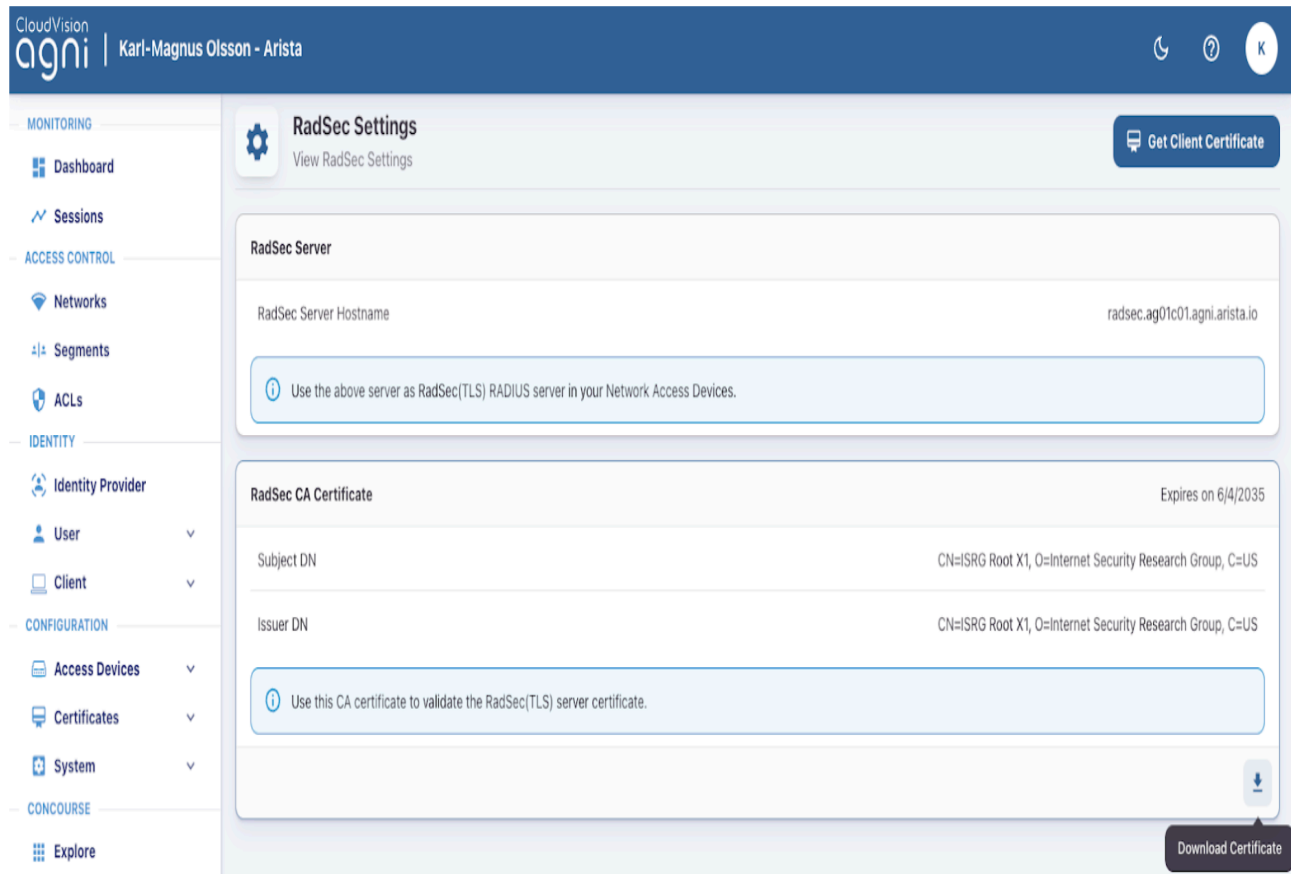 CloudVision
agni | Karl-Magnus Olsson - Arista
K
MONITORING
Dashboard
Sessions
ACCESS CONTROL
Networks
Segments
ACLs
IDENTITY
Identity Provider
User
Client
CONFIGURATION
Access Devices
Certificates
System
CONCOURSE
Explore
RadSec Settings
View RadSec Settings
Get Client Certificate
RadSec Server
RadSec Server Hostname radsec.ag01c01.agni.arista.io
Use the above server as RadSec(TLS) RADIUS server in your Network Access Devices.
RadSec CA Certificate Expires on 6/4/2035
Subject DN CN=ISRG Root X1, O=Internet Security Research Group, C=US
Issuer DN CN=ISRG Root X1, O=Internet Security Research Group, C=US
Use this CA certificate to validate the RadSec(TLS) server certificate.
Download Certificate